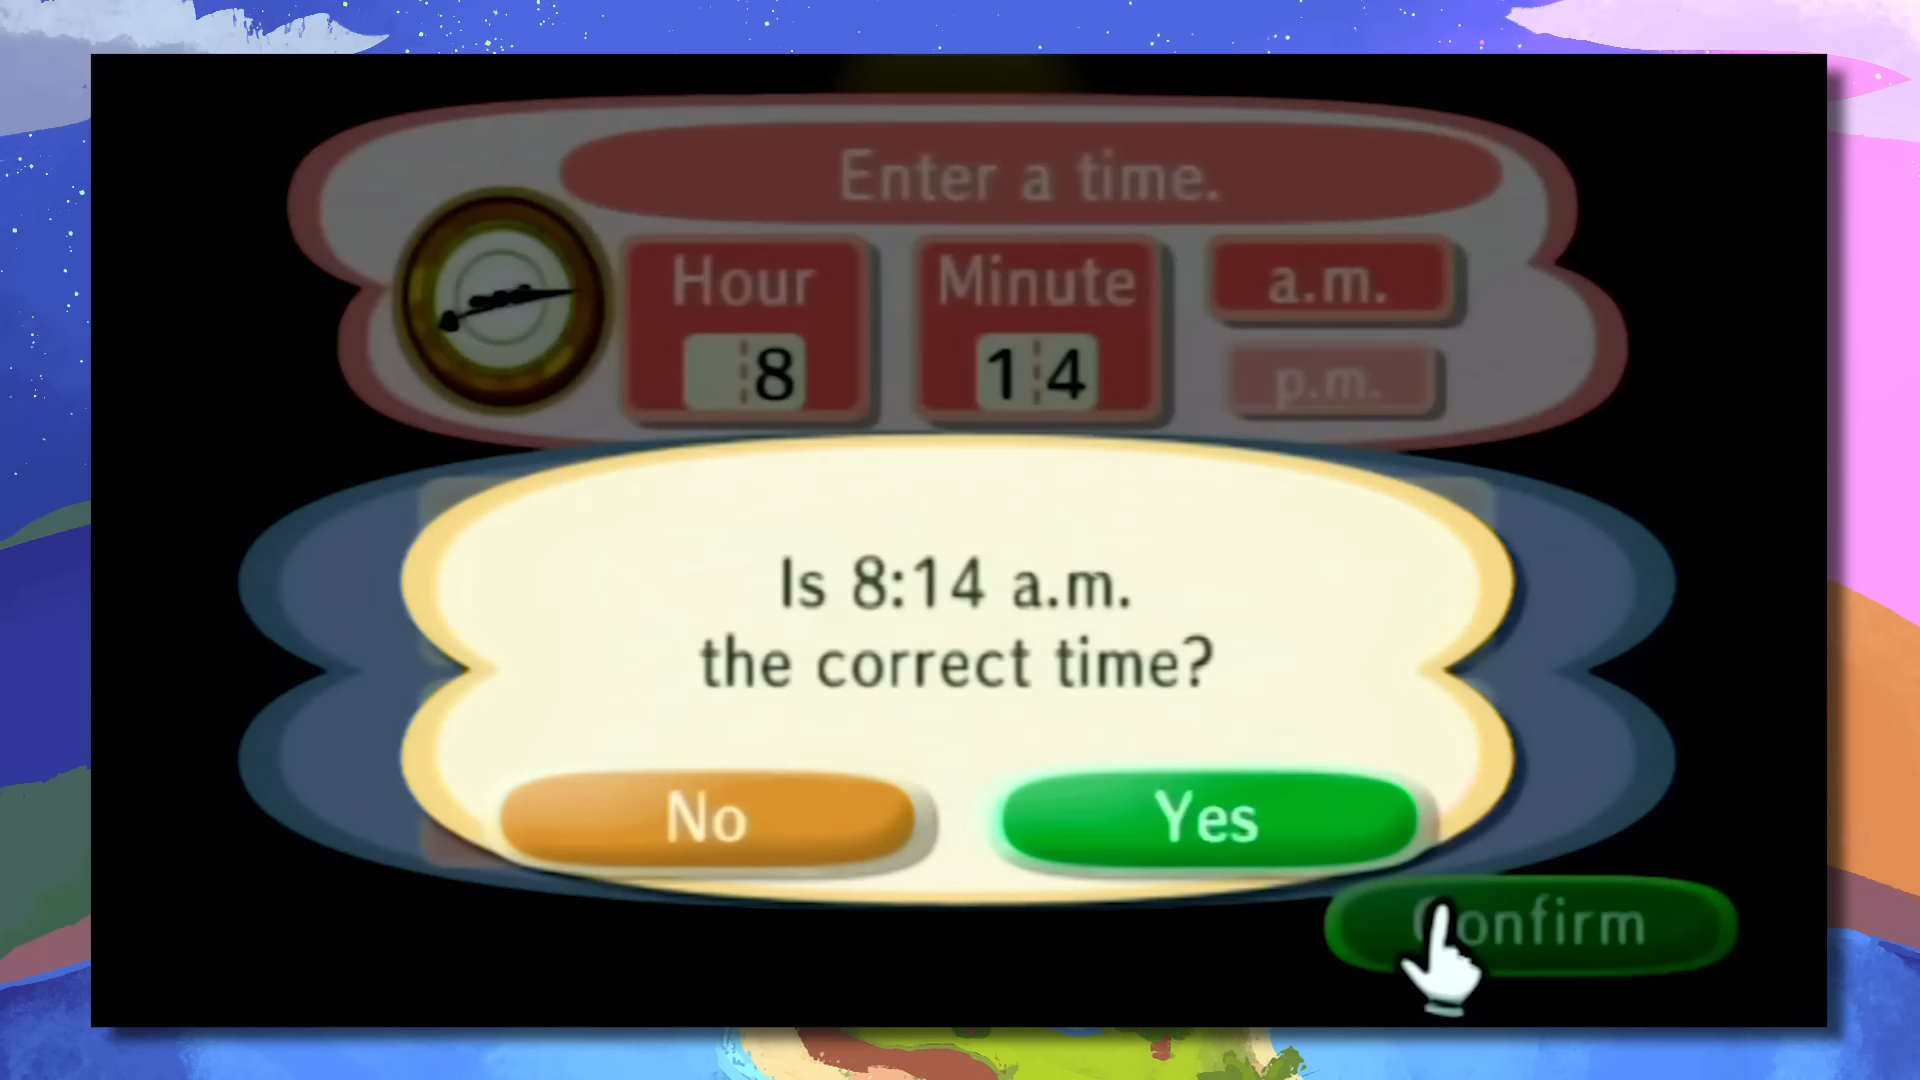 Enter a time.
Hour
Minute
a.m.
8
14
p.m.
Is 8:14 a.m.
the correct time?
No
Yes
Confirm